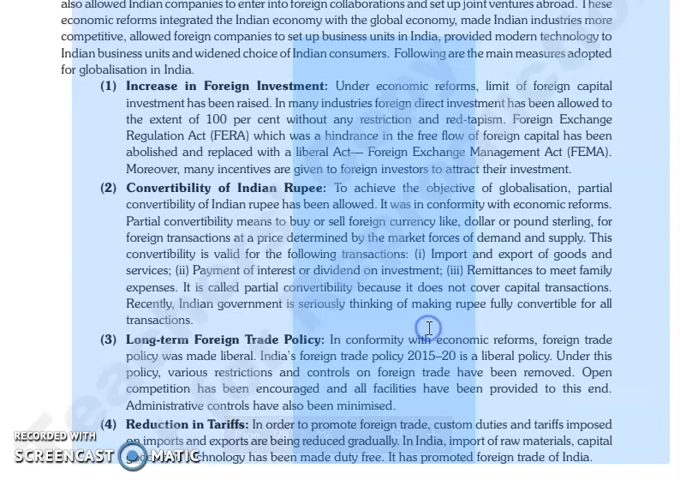 also allowed Indian companies to enter into foreign collaborations and set up joint ventures abroad. These
economic reforms integrated the Indian economy with the global economy, made Indian industries more
competitive, allowed foreign companies to set up business units in India, provided modern technology to
Indian business units and widened choice of Indian consumers. Following are the main measures adopted
for globalisation in India.
(1) Increase in Foreign Investment: Under economic reforms, limit of foreign capital
investment has been raised. In many industries foreign direct investment has been allowed to
the extent of 100 per cent without any restriction and red-tapism. Foreign Exchange
Regulation Act (FERA) which was a hindrance in the free flow of foreign capital has been
abolished and replaced with a liberal Act— Foreign Exchange Management Act (FEMA).
Moreover, many incentives are given to foreign investors to attract their investment.
(2) Convertibility of Indian Rupee: To achieve the objective of globalisation, partial
convertibility of Indian rupee has been allowed. It was in conformity with economic reforms.
Partial convertibility means to buy or sell foreign currency like, dollar or pound sterling, for
foreign transactions at a price determined by the market forces of demand and supply. This
convertibility is valid for the following transactions: (i) Import and export of goods and
services; (ii) Payment of interest or dividend on investment; (iii) Remittances to meet family
expenses. It is called partial convertibility because it does not cover capital transactions.
Recently, Indian government is seriously thinking of making rupee fully convertible for all
transactions.
(3) Long-term Foreign Trade Policy: In conformity with economic reforms, foreign trade
policy was made liberal. India's foreign trade policy 2015–20 is a liberal policy. Under this
policy, various restrictions and controls on foreign trade have been removed. Open
competition has been encouraged and all facilities have been provided to this end.
Administrative controls have also been minimised.
(4) Reduction in Tariffs: In order to promote foreign trade, custom duties and tariffs imposed
on imports and exports are being reduced gradually. In India, import of raw materials, capital
technology has been made duty free. It has promoted foreign trade of India.
RECORDED WITH
SCREENCAST MATIC